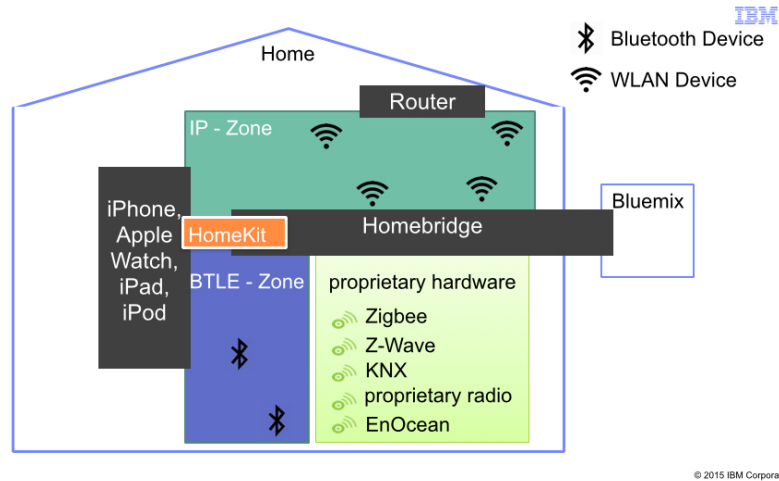 IBM
Home
Bluetooth Device
WLAN Device
Router
IP - Zone
iPhone,
Apple
Watch,
iPad,
iPod
HomeKit
Homebridge
Bluemix
BTLE - Zone
proprietary hardware
Zigbee
Z-Wave
KNX
proprietary radio
EnOcean
© 2015 IBM Corpora